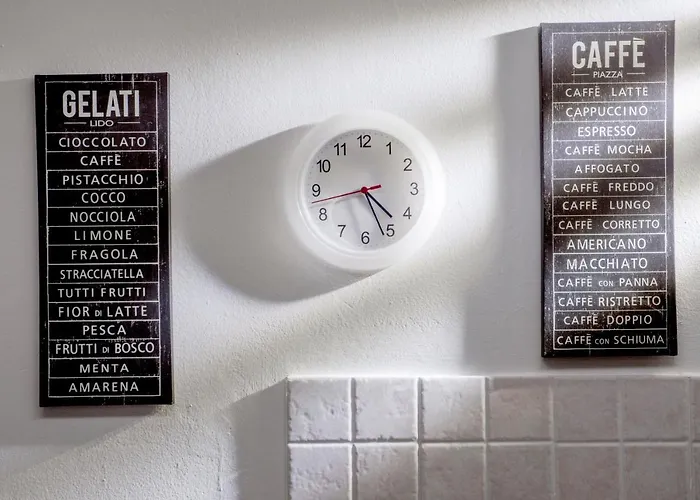 GELATI
LIDO
CIOCCOLATO
CAFFÈ
PISTACCHIO
COCCO
NOCCIOLA
LIMONE
FRAGOLA
STRACCIATELLA
TUTTI FRUTTI
FIOR DI LATTE
PESCA
FRUTTI DI BOSCO
MENTA
AMARENA
12
1
2
3
4
5
6
7
8
9
10
11
CAFFÈ
PIAZZA
CAFFÈ LATTE
CAPPUCCINO
ESPRESSO
CAFFÈ MOCHA
AFFOGATO
CAFFÈ FREDDO
CAFFÈ LUNGO
CAFFÈ CORRETTO
AMERICANO
MACCHIATO
CAFFÈ CON PANNA
CAFFÈ RISTRETTO
CAFFÈ DOPPIO
CAFFÈ CON SCHIUMA